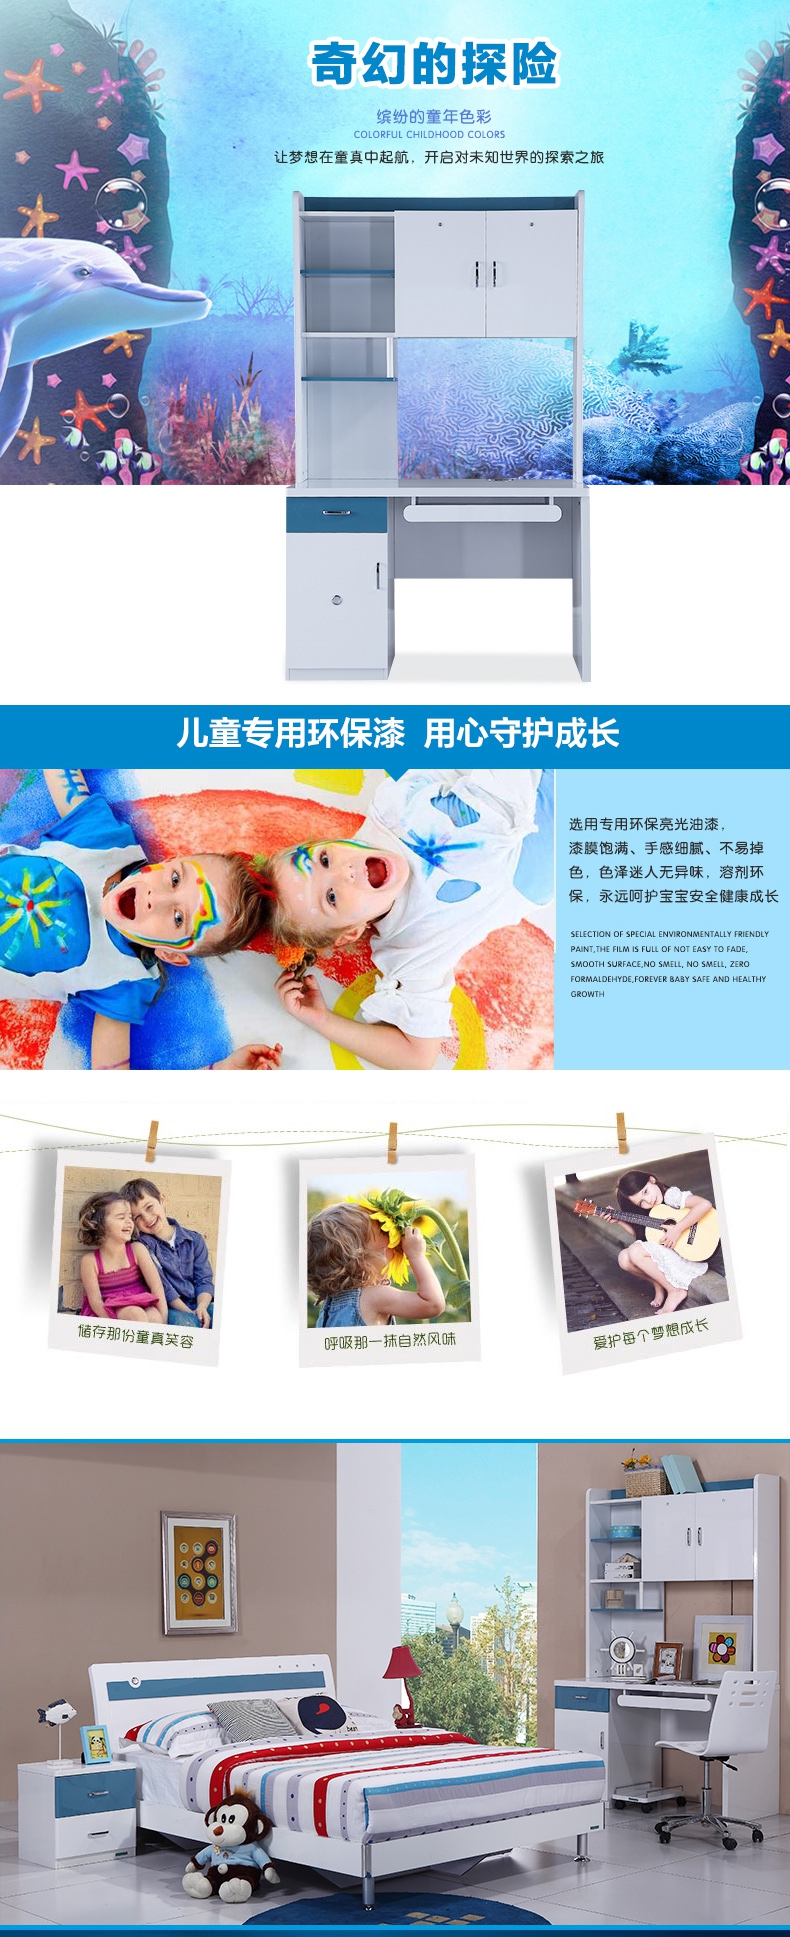 奇幻的探险
缤纷的童年色彩
COLORFUL CHILDHOOD COLORS
让梦想在童真中起航，开启对未知世界的探索之旅
儿童专用环保漆 用心守护成长
选用专用环保亮光油漆，
漆膜饱满、手感细腻、不易掉
色，色泽迷人无异味，溶剂环
保，永远呵护宝宝安全健康成长
SELECTION OF SPECIAL ENVIRONMENTALLY FRIENDLY
PAINT,THE FILM IS FULL OF NOT EASY TO FADE,
SMOOTH SURFACE,NO SMELL, NO SMELL, ZERO
FORMALDEHYDE,FOREVER BABY SAFE AND HEALTHY
GROWTH
储存那份童真笑容
呼吸那一抹自然风味
爱护每个梦想成长